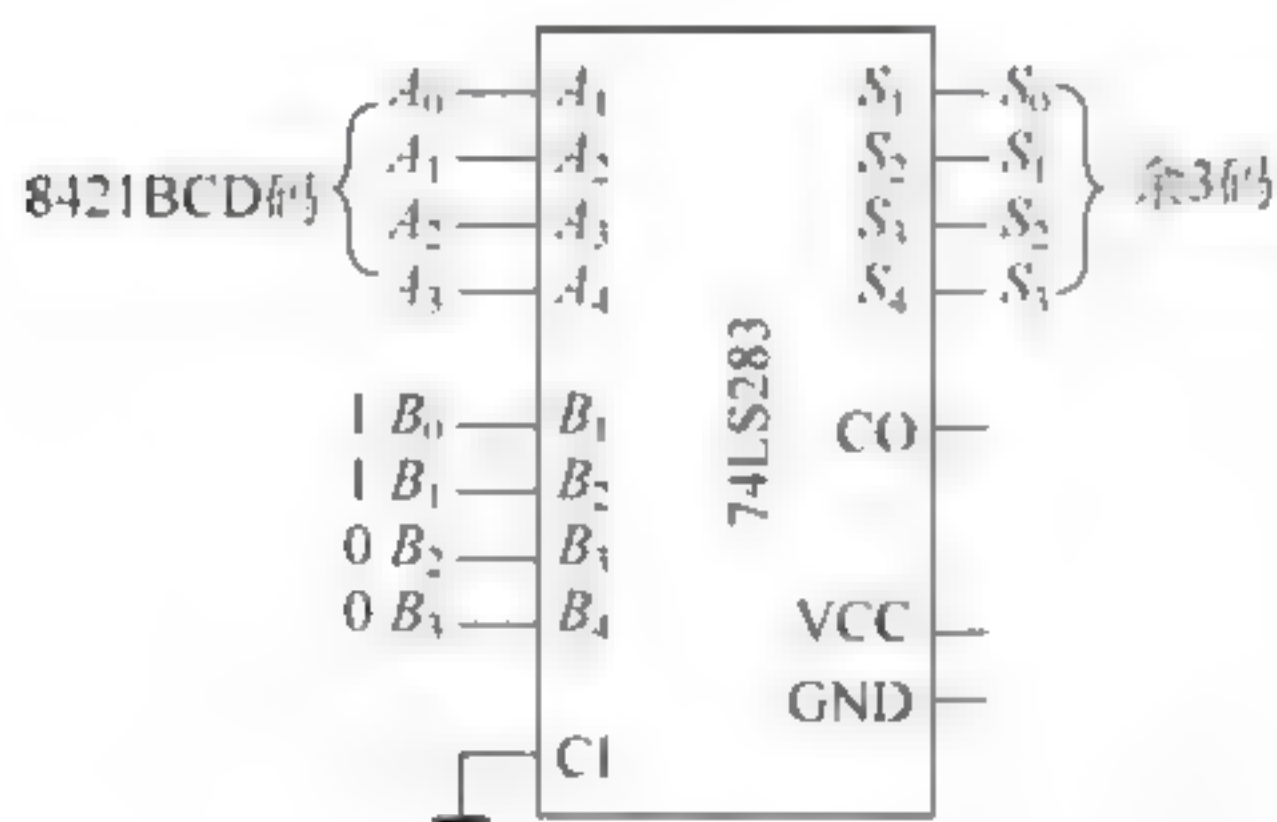 A₀ A₁ S₁ S₀
A₁ A₂ S₂ S₁
8421BCD码 余3码
A₂ A₃ S₃ S₂
A₃ A₄ S₄ S₃
74LS283
1 B₀ B₁ CO
1 B₁ B₂
0 B₂ B₃
0 B₃ B₄ VCC
GND
CI